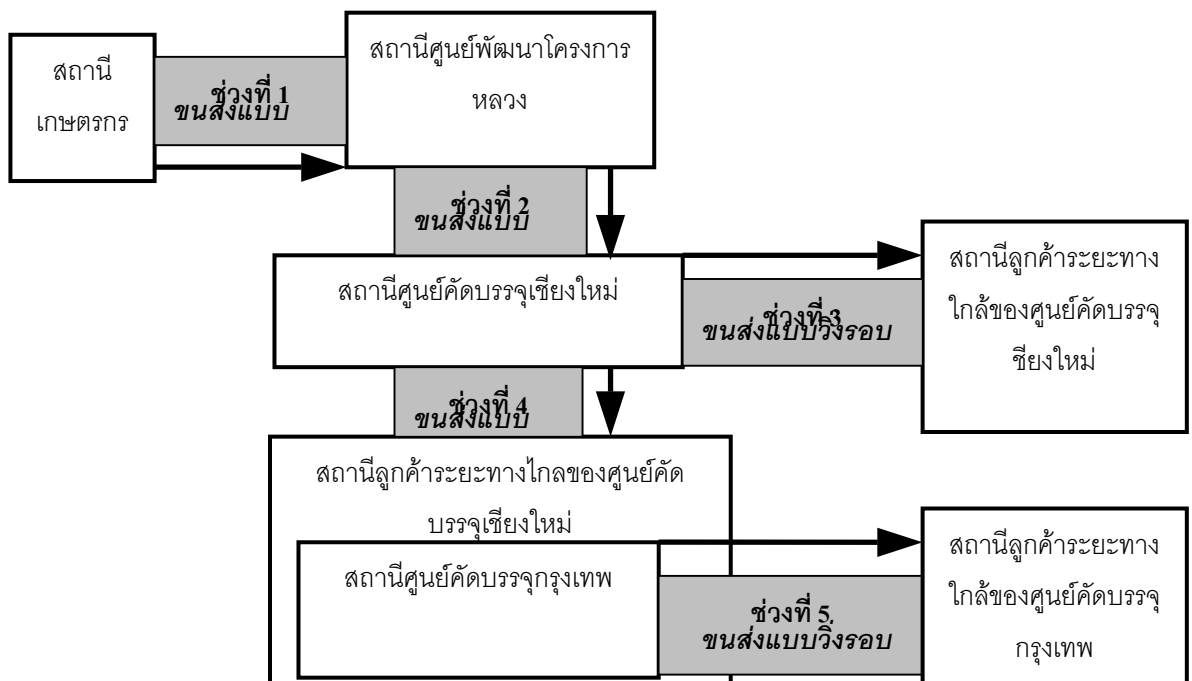 สถานี
เกษตรกร
ช่วงที่ 1
ขนส่งแบบ
สถานีศูนย์พัฒนาโครงการ
หลวง
ช่วงที่ 2
ขนส่งแบบ
สถานีศูนย์คัดบรรจุเชียงใหม่
ช่วงที่ 3
ขนส่งแบบวิ่งรอบ
สถานีลูกค้าระยะทาง
ใกล้ของศูนย์คัดบรรจุ
ชียงใหม่
ช่วงที่ 4
ขนส่งแบบ
สถานีลูกค้าระยะทางไกลของศูนย์คัด
บรรจุเชียงใหม่
สถานีศูนย์คัดบรรจุกรุงเทพ
ช่วงที่ 5
ขนส่งแบบวิ่งรอบ
สถานีลูกค้าระยะทาง
ใกล้ของศูนย์คัดบรรจุ
กรุงเทพ